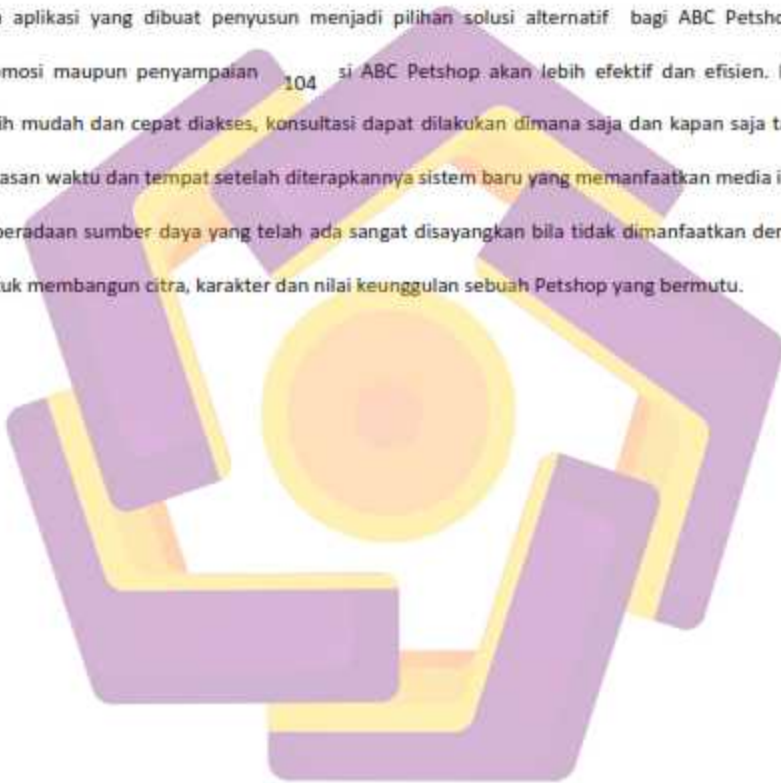 aplikasi yang dibuat penyusun menjadi pilihan solusi alternatif bagi ABC Petsho
mosi maupun penyampaian 104 si ABC Petshop akan lebih efektif dan efisien.
ih mudah dan cepat diakses, konsultasi dapat dilakukan dimana saja dan kapan saja ta
asan waktu dan tempat setelah diterapkannya sistem baru yang memanfaatkan media i
beradaan sumber daya yang telah ada sangat disayangkan bila tidak dimanfaatkan den
uk membangun citra, karakter dan nilai keunggulan sebuah Petshop yang bermutu.